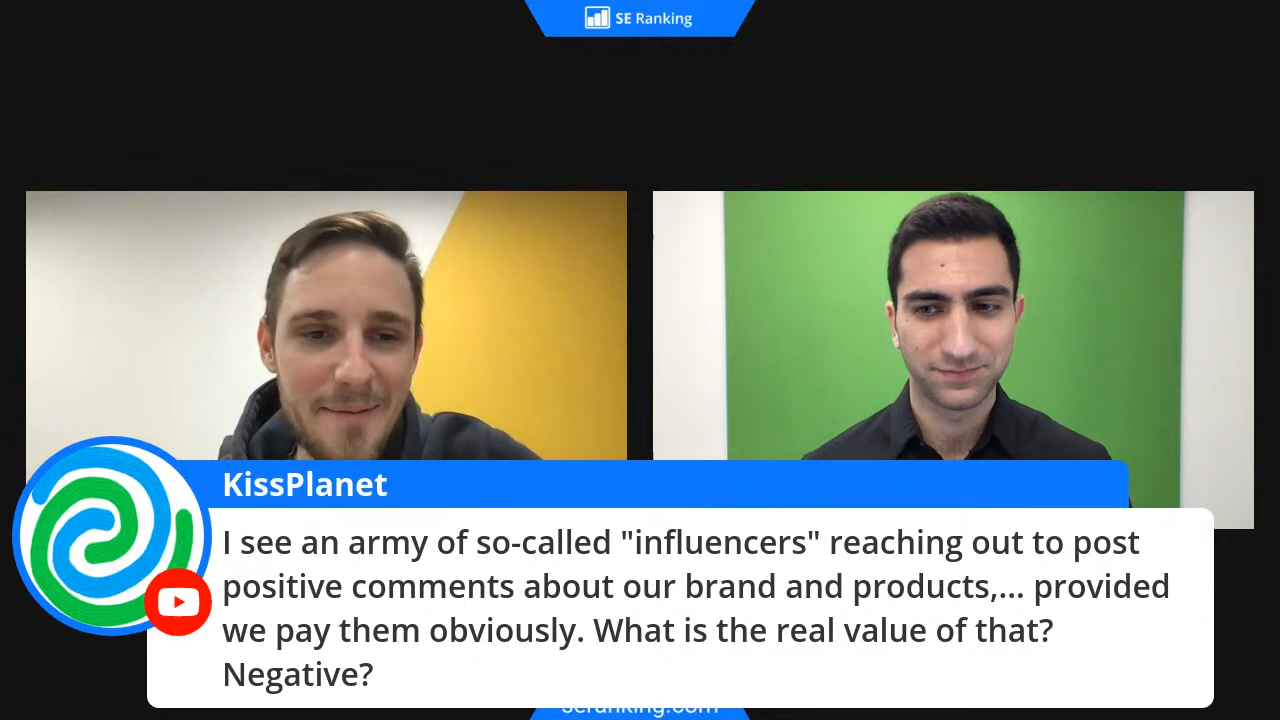 SE Ranking
KissPlanet
I see an army of so-called "influencers" reaching out to post
positive comments about our brand and products,... provided
we pay them obviously. What is the real value of that?
Negative?
seranking.com